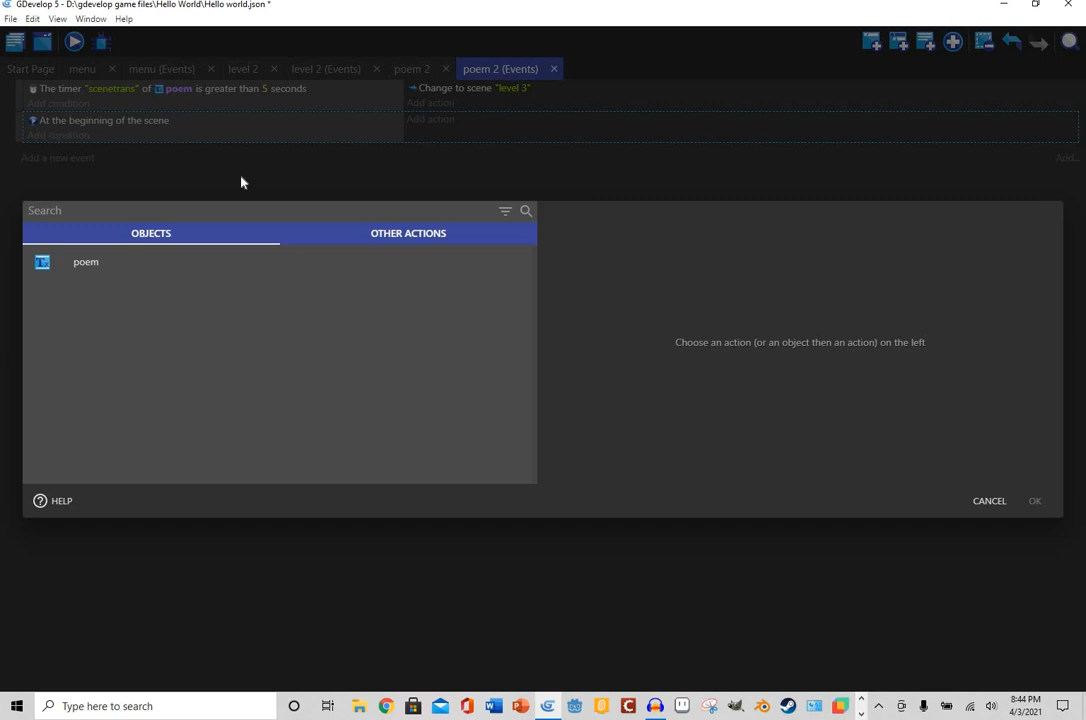 GDevelop 5 - D:\gdevelop game files\Hello World\Hello world.json *
File Edit View Window Help
Start Page menu menu (Events) level 2 level 2 (Events) poem 2 poem 2 (Events)
The timer "scenetrans" of poem is greater than 5 seconds Change to scene "level 3"
Add condition Add action
At the beginning of the scene Add action
Add condition
Add a new event Add...
Search
OBJECTS OTHER ACTIONS
poem
Choose an action (or an object then an action) on the left
HELP CANCEL OK
Type here to search
8:44 PM
4/3/2021